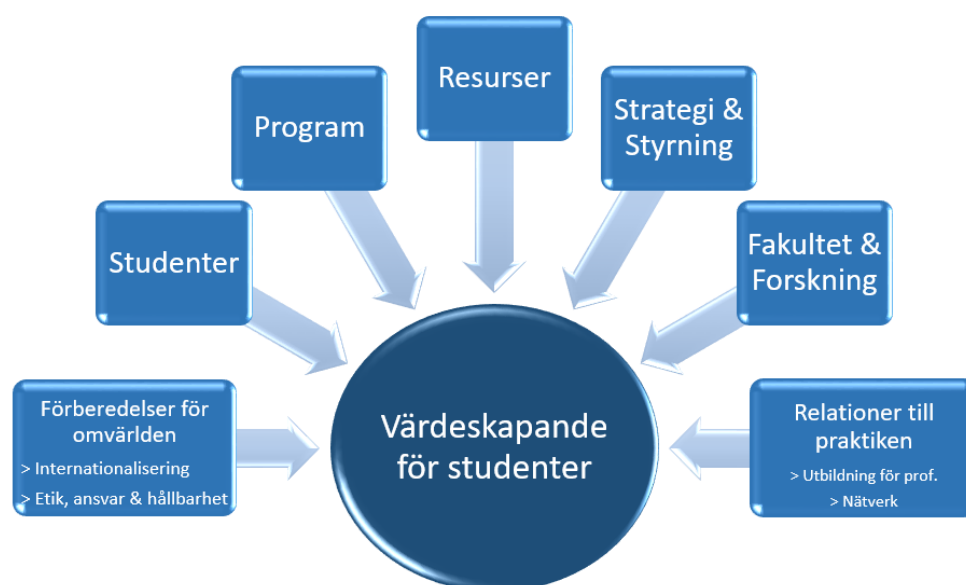 Resurser
Program
Strategi &
Styrning
Studenter
Fakultet &
Forskning
Förberedelser för
omvärlden
> Internationalisering
> Etik, ansvar & hållbarhet
Värdeskapande
för studenter
Relationer till
praktiken
> Utbildning för prof.
> Nätverk